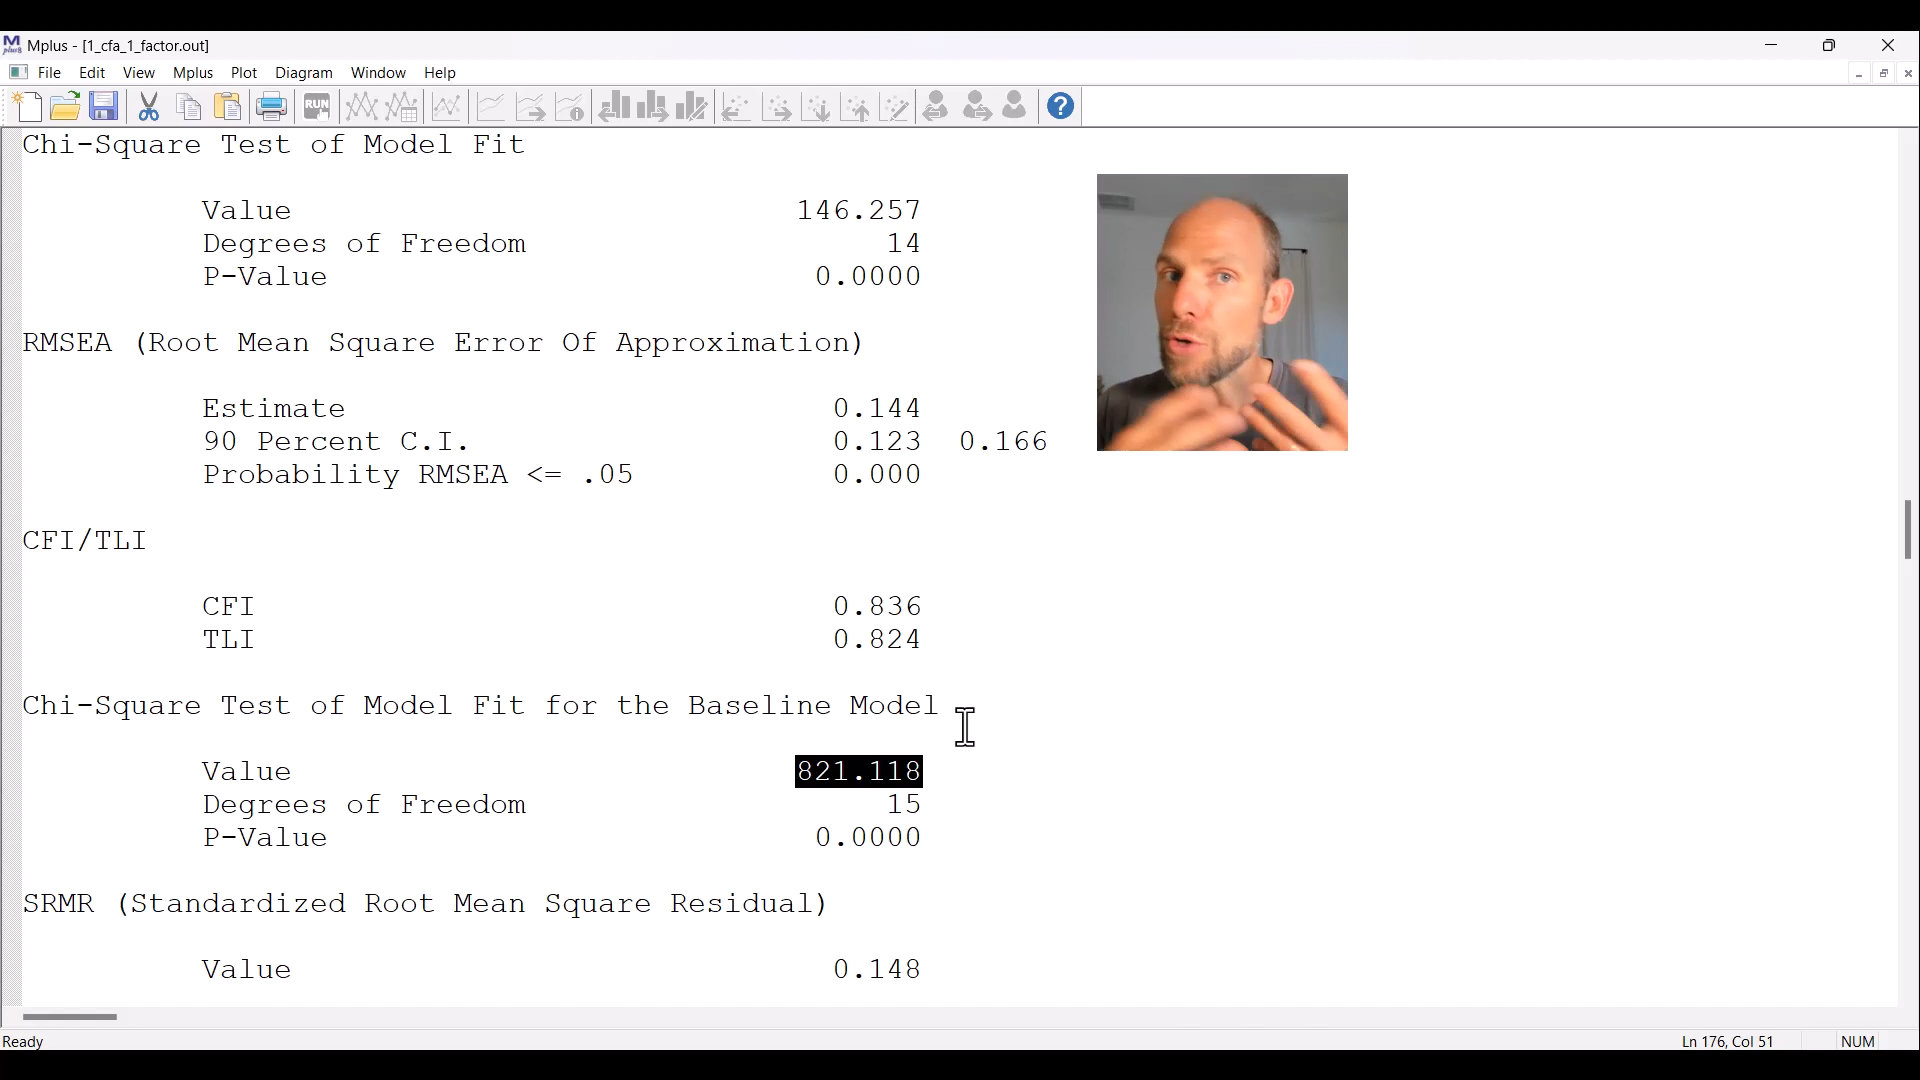 Mplus - [1_cfa_1_factor.out]
File Edit View Mplus Plot Diagram Window Help
RUN
Chi-Square Test of Model Fit
Value 146.257
Degrees of Freedom 14
P-Value 0.0000
RMSEA (Root Mean Square Error Of Approximation)
Estimate 0.144
90 Percent C.I. 0.123 0.166
Probability RMSEA <= .05 0.000
CFI/TLI
CFI 0.836
TLI 0.824
Chi-Square Test of Model Fit for the Baseline Model
Value 821.118
Degrees of Freedom 15
P-Value 0.0000
SRMR (Standardized Root Mean Square Residual)
Value 0.148
Ready Ln 176, Col 51 NUM